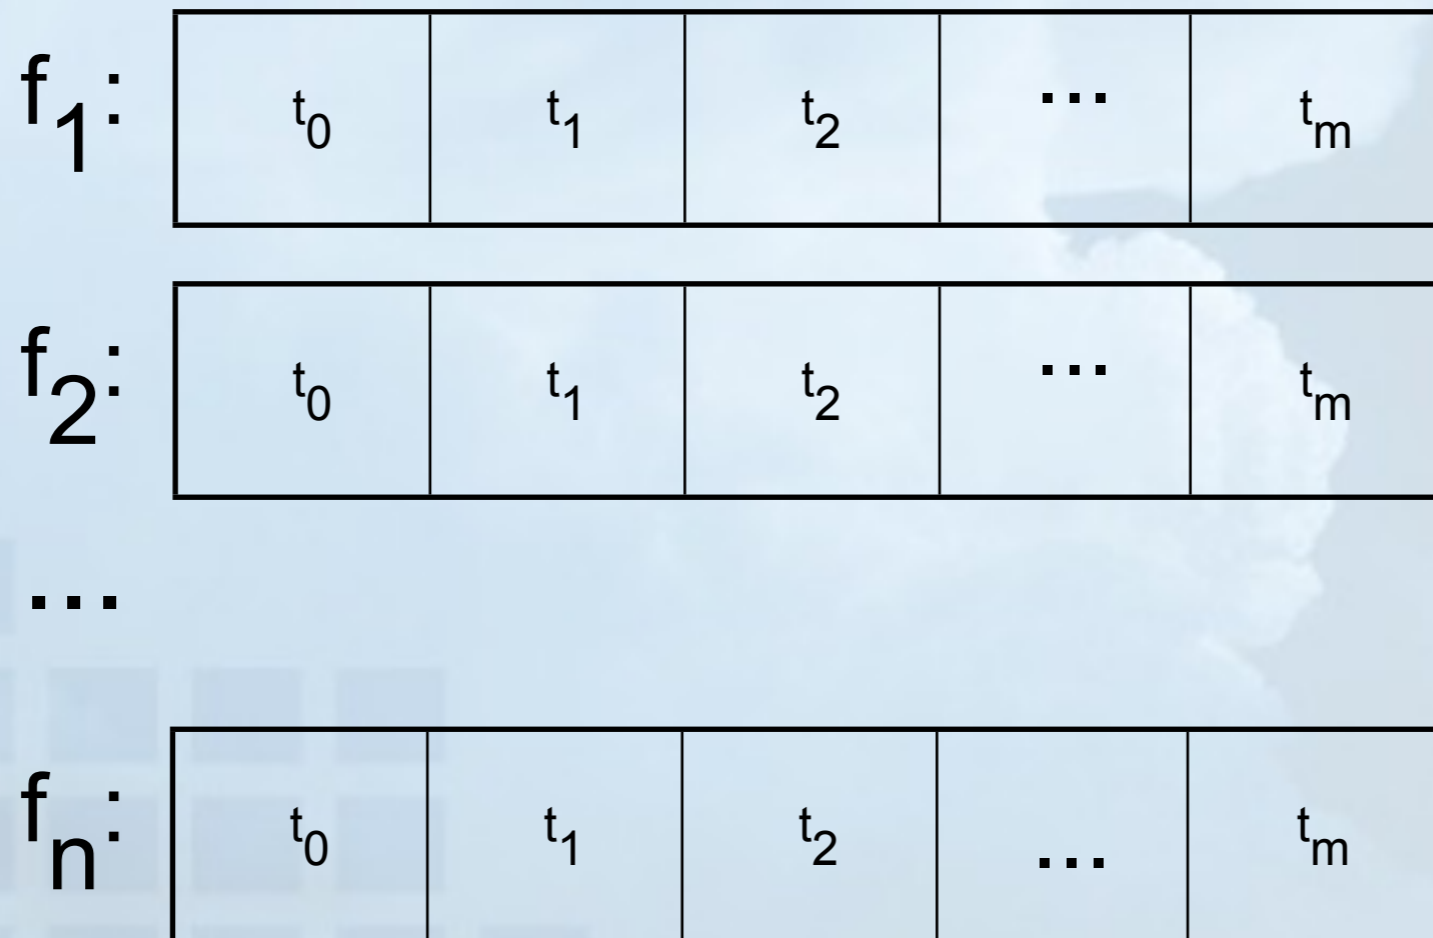 f₁: t₀ t₁ t₂ ... tₘ
f₂: t₀ t₁ t₂ ... tₘ
...
fₙ: t₀ t₁ t₂ ... tₘ